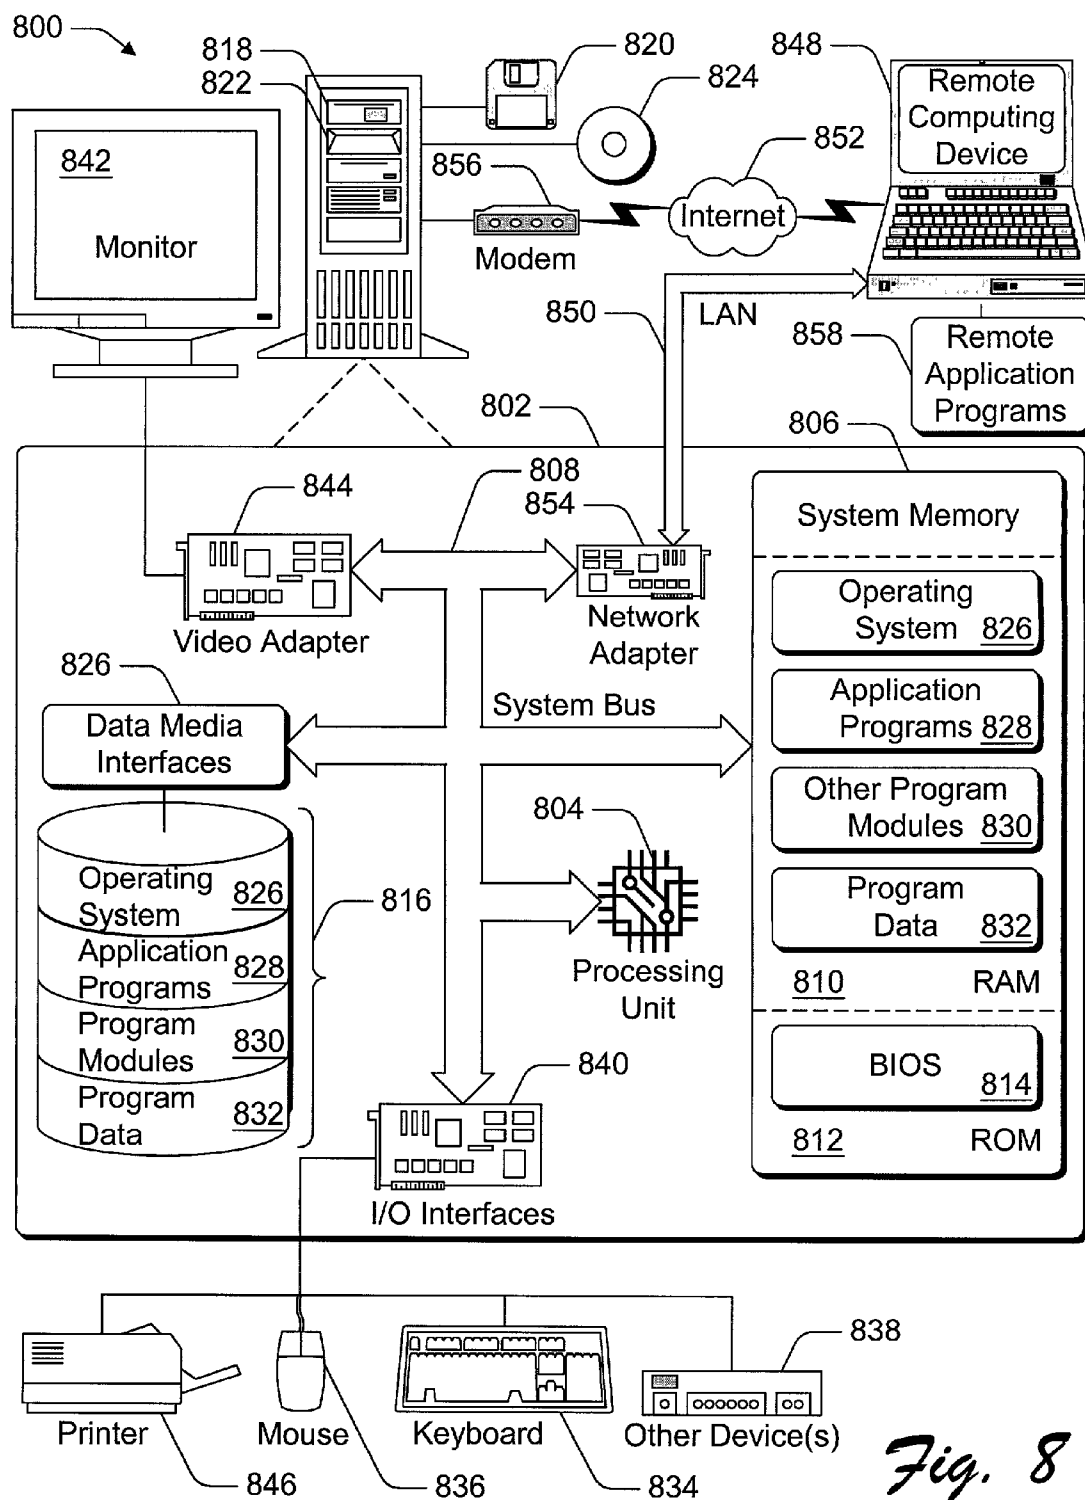 800
818
822
820
824
848
Remote
Computing
Device
842
Monitor
856
852
Internet
Modem
850
LAN
858
Remote
Application
Programs
802
806
844
808
854
System Memory
Operating
System 826
Video Adapter
Network
Adapter
826
Data Media
Interfaces
System Bus
Application
Programs 828
Other Program
Modules 830
804
Operating
System 826
816
Program
Data 832
Application
Programs 828
Processing
Unit
810 RAM
Program
Modules 830
840
BIOS 814
Program
Data 832
812 ROM
I/O Interfaces
838
Printer
Mouse
Keyboard
Other Device(s)
846
836
834
Fig. 8